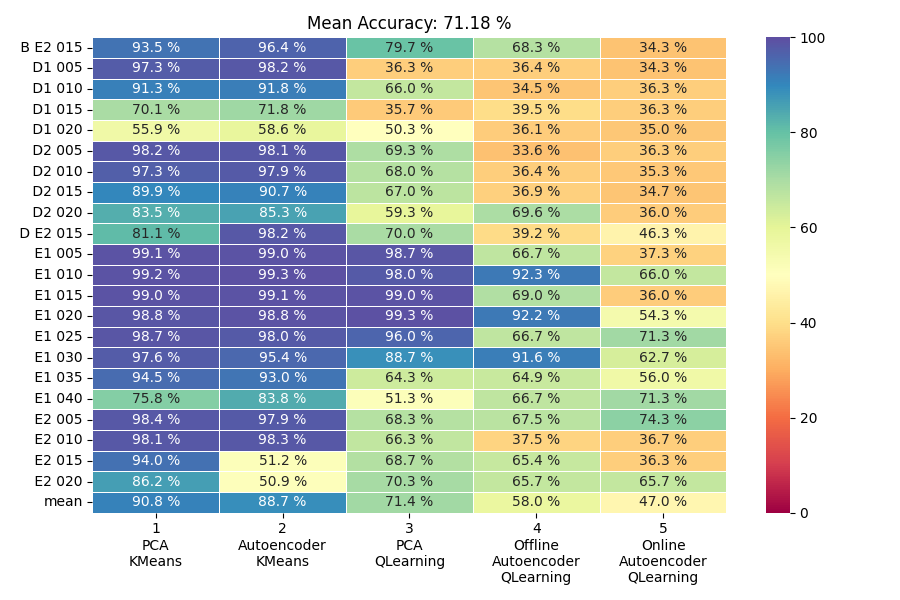 Mean Accuracy: 71.18 %
B E2 015 93.5 % 96.4 % 79.7 % 68.3 % 34.3 % 100
D1 005 97.3 % 98.2 % 36.3 % 36.4 % 34.3 %
D1 010 91.3 % 91.8 % 66.0 % 34.5 % 36.3 %
D1 015 70.1 % 71.8 % 35.7 % 39.5 % 36.3 %
D1 020 55.9 % 58.6 % 50.3 % 36.1 % 35.0 % 80
D2 005 98.2 % 98.1 % 69.3 % 33.6 % 36.3 %
D2 010 97.3 % 97.9 % 68.0 % 36.4 % 35.3 %
D2 015 89.9 % 90.7 % 67.0 % 36.9 % 34.7 %
D2 020 83.5 % 85.3 % 59.3 % 69.6 % 36.0 %
D E2 015 81.1 % 98.2 % 70.0 % 39.2 % 46.3 % 60
E1 005 99.1 % 99.0 % 98.7 % 66.7 % 37.3 %
E1 010 99.2 % 99.3 % 98.0 % 92.3 % 66.0 %
E1 015 99.0 % 99.1 % 99.0 % 69.0 % 36.0 %
E1 020 98.8 % 98.8 % 99.3 % 92.2 % 54.3 % 40
E1 025 98.7 % 98.0 % 96.0 % 66.7 % 71.3 %
E1 030 97.6 % 95.4 % 88.7 % 91.6 % 62.7 %
E1 035 94.5 % 93.0 % 64.3 % 64.9 % 56.0 %
E1 040 75.8 % 83.8 % 51.3 % 66.7 % 71.3 %
E2 005 98.4 % 97.9 % 68.3 % 67.5 % 74.3 % 20
E2 010 98.1 % 98.3 % 66.3 % 37.5 % 36.7 %
E2 015 94.0 % 51.2 % 68.7 % 65.4 % 36.3 %
E2 020 86.2 % 50.9 % 70.3 % 65.7 % 65.7 %
mean 90.8 % 88.7 % 71.4 % 58.0 % 47.0 % 0
1 2 3 4 5
PCA Autoencoder PCA Offline Online
KMeans KMeans QLearning Autoencoder Autoencoder
QLearning QLearning